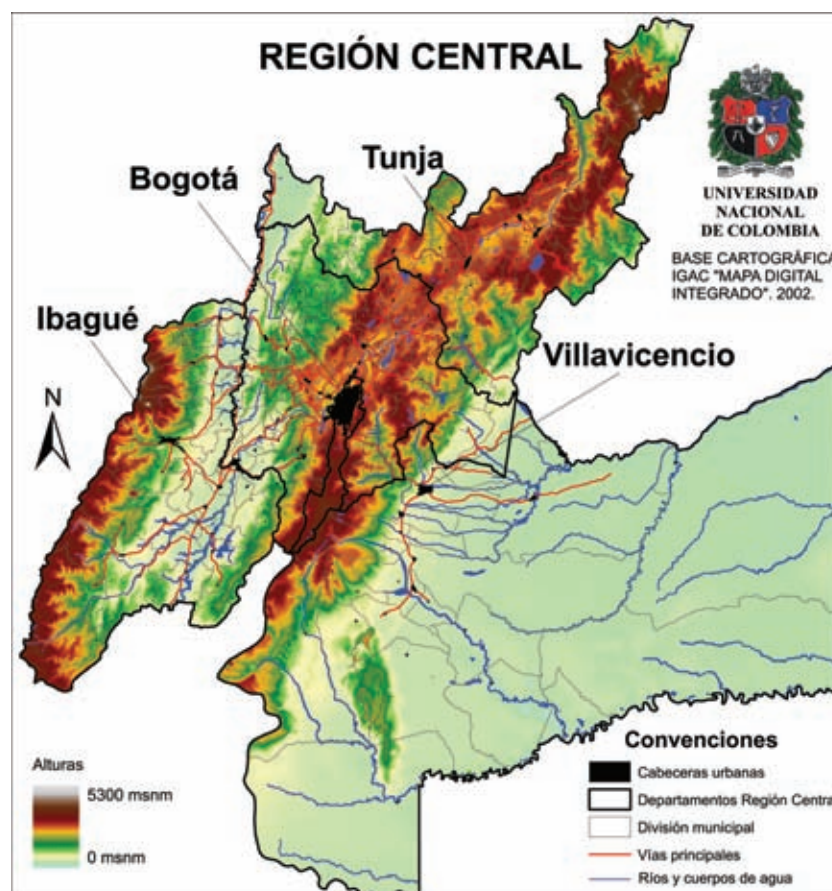 REGIÓN CENTRAL
Tunja
Bogotá
UNIVERSIDAD
NACIONAL
DE COLOMBIA
BASE CARTOGRÁFICA
IGAC "MAPA DIGITAL
INTEGRADO". 2002.
Ibagué
Villavicencio
N
Alturas
5300 msnm
0 msnm
Convenciones
Cabeceras urbanas
Departamentos Región Centra
División municipal
Vías principales
Ríos y cuerpos de agua